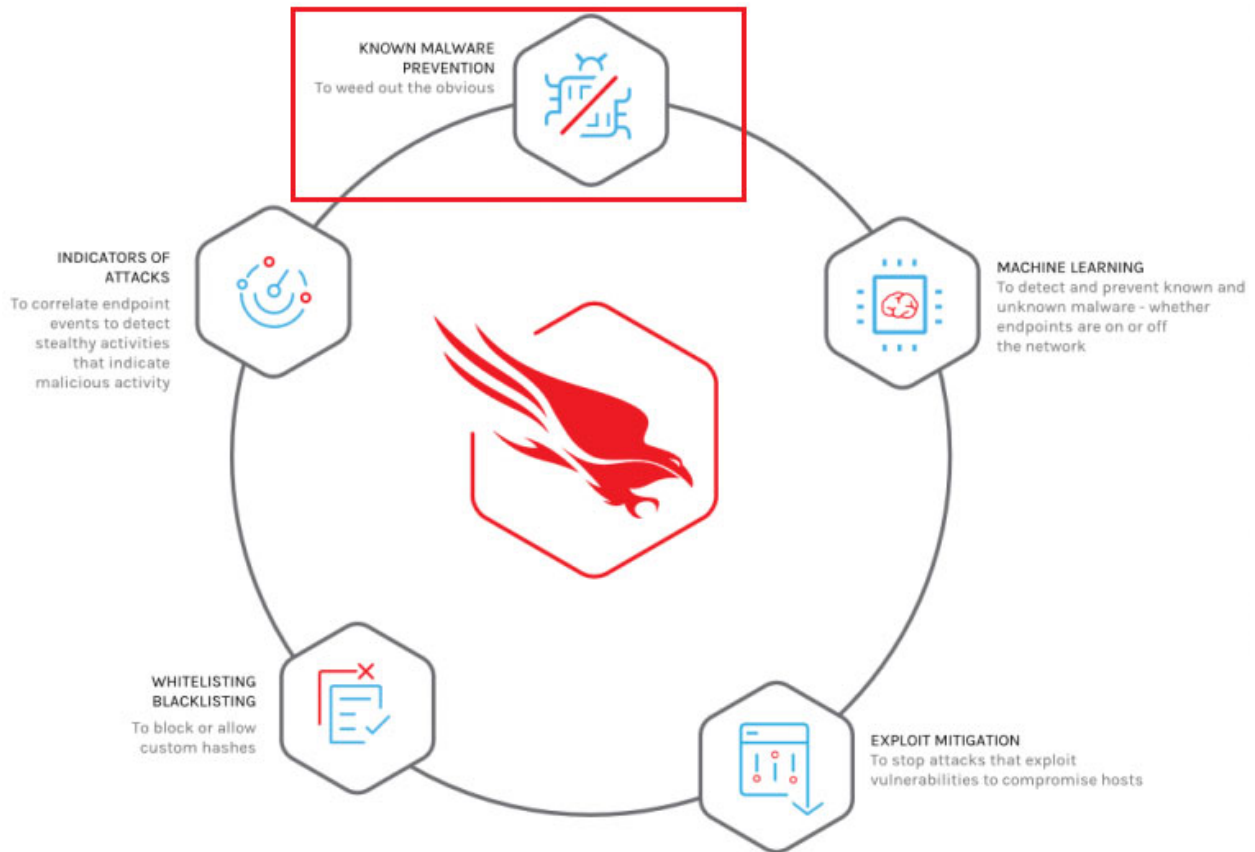 KNOWN MALWARE
PREVENTION
To weed out the obvious
INDICATORS OF
ATTACKS
To correlate endpoint
events to detect
stealthy activities
that indicate
malicious activity
MACHINE LEARNING
To detect and prevent known and
unknown malware - whether
endpoints are on or off
the network
WHITELISTING
BLACKLISTING
To block or allow
custom hashes
EXPLOIT MITIGATION
To stop attacks that exploit
vulnerabilities to compromise hosts